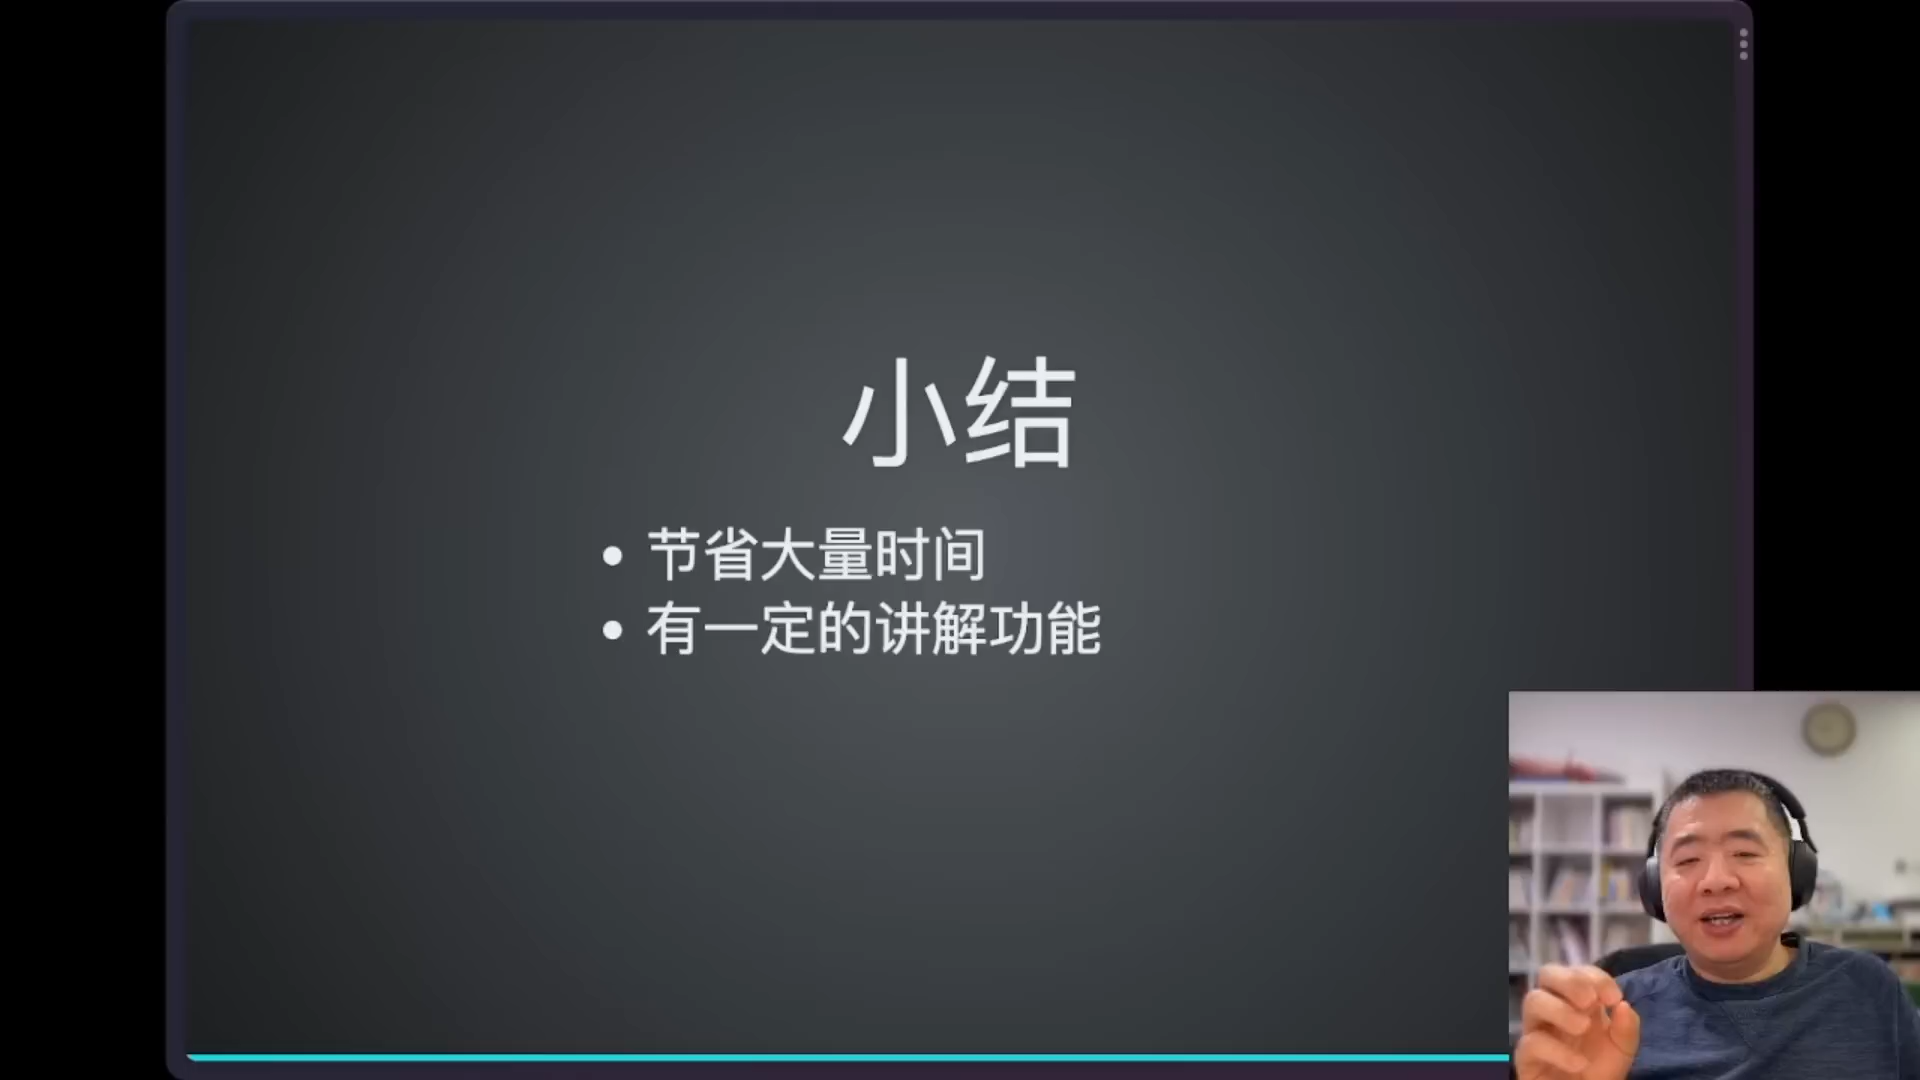 小结
节省大量时间
有一定的讲解功能